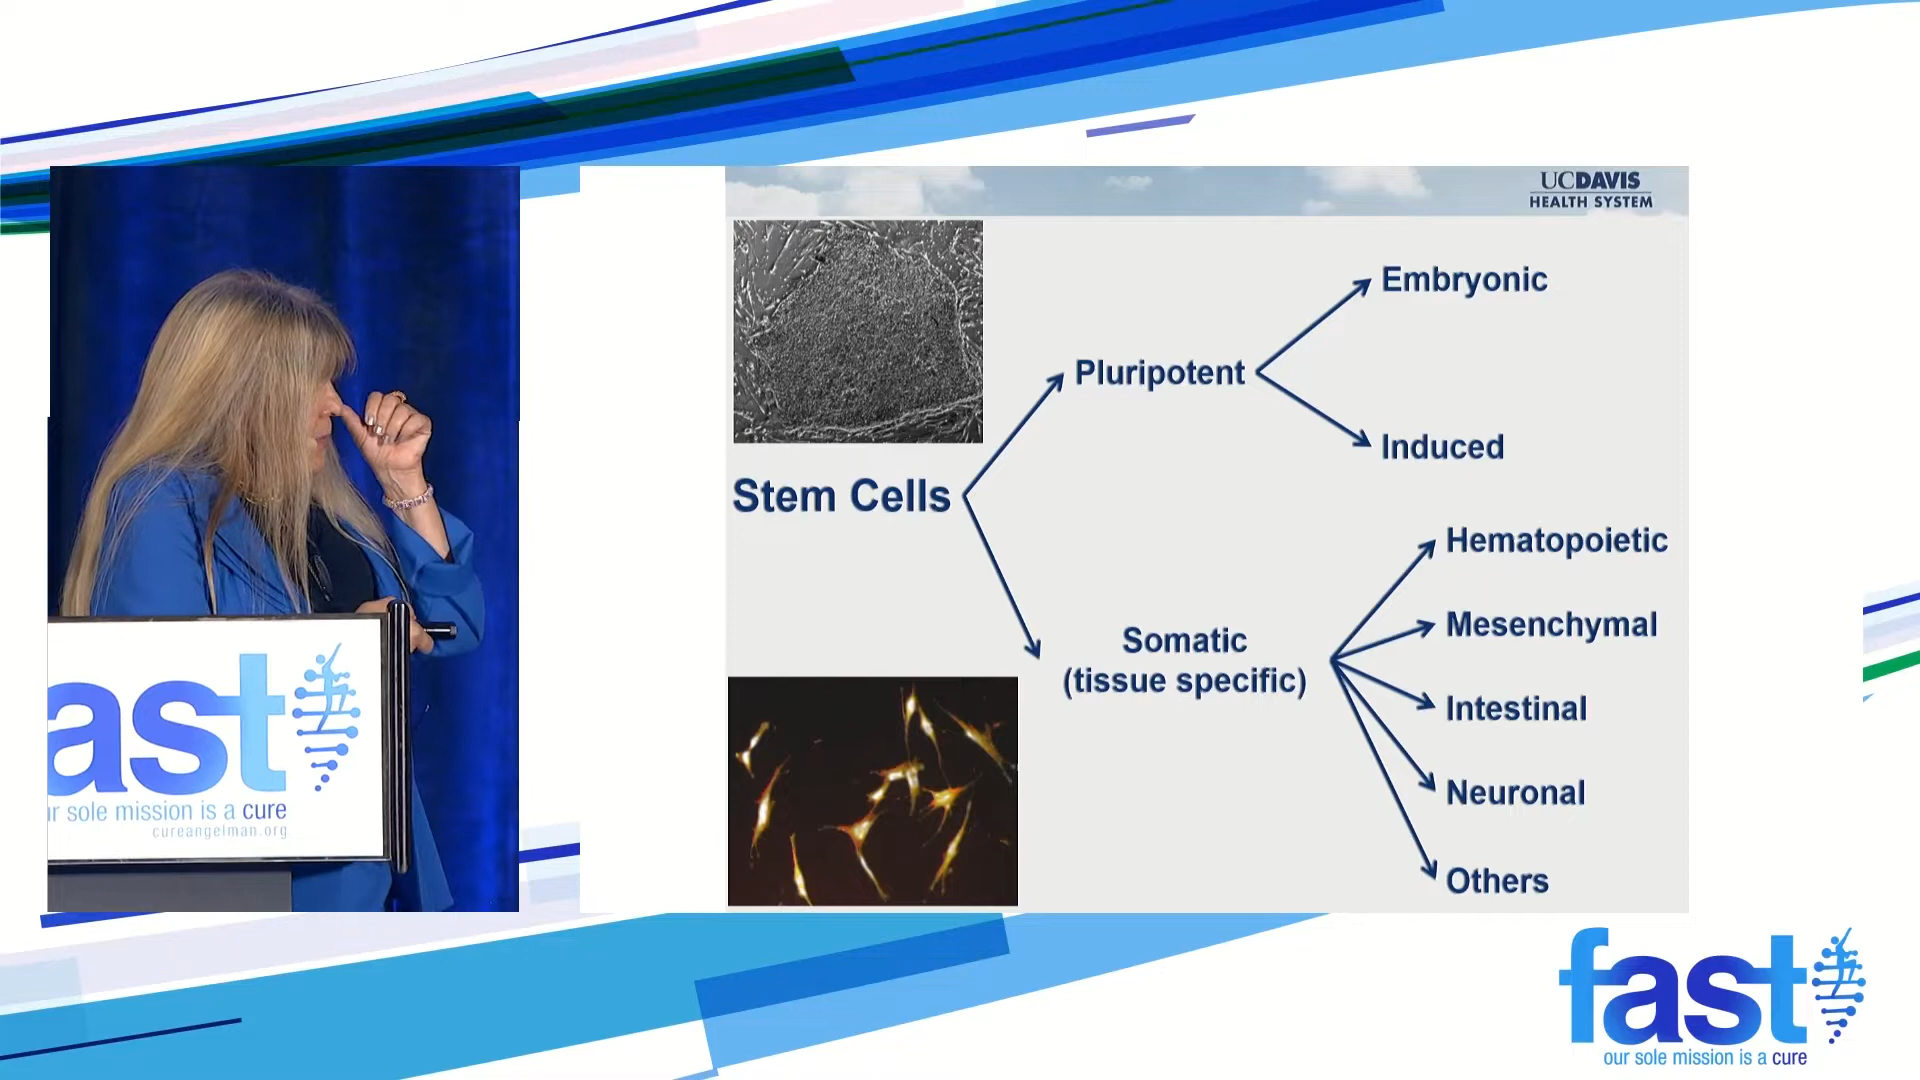 UCDAVIS
HEALTH SYSTEM
Embryonic
Pluripotent
Induced
Stem Cells
Hematopoietic
Mesenchymal
Somatic
(tissue specific)
Intestinal
Neuronal
Others
fast
our sole mission is a cure
ast
r sole mission is a cure
cureangelman.org